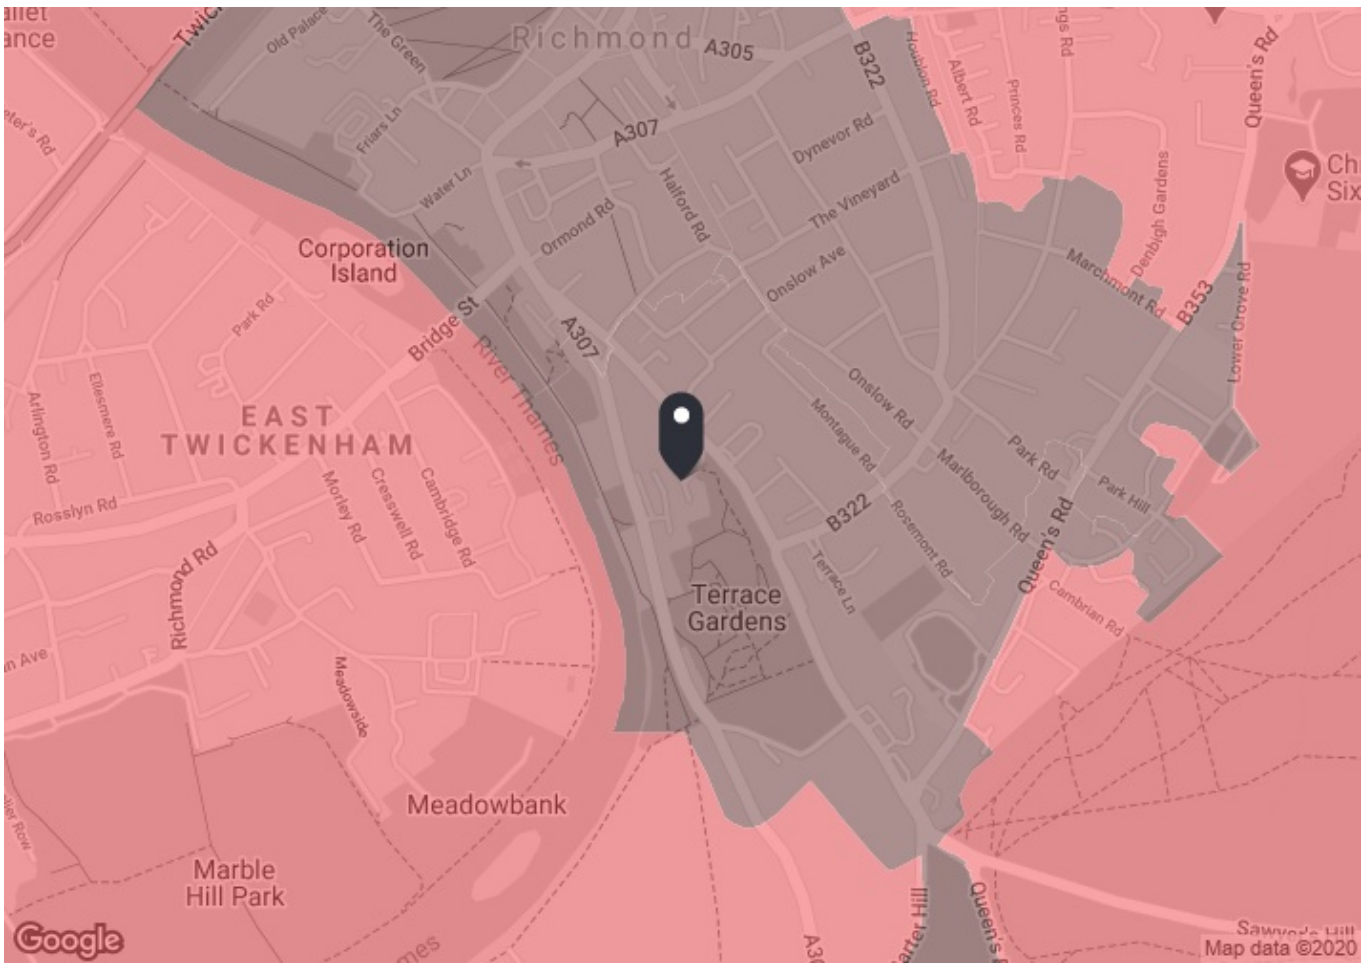 Old Palace
The Green
Richmond
A305
B322
Houblon Rd
Albert Rd
Princes Rd
Queen's Rd
Friars Ln
A307
Dynevor Rd
Water Ln
Halford Rd
The Vineyard
Denbigh Gardens
Corporation
Island
Ormond Rd
Onslow Ave
Marchmont Rd
B353
Lower Grove Rd
Park Rd
Bridge St
A307
River Thames
Ellesmere Rd
Arlington Rd
EAST
TWICKENHAM
Onslow Rd
Montague Rd
Marlborough Rd
Park Rd
Park Hill
Morley Rd
Cresswell Rd
Cambridge Rd
Rosslyn Rd
B322
Rosemont Rd
Queen's Rd
Richmond Rd
Terrace Ln
Terrace
Gardens
Cambrian Rd
Meadowside
Meadowbank
Marble
Hill Park
Sawyer's Hill
Google
Map data ©2020